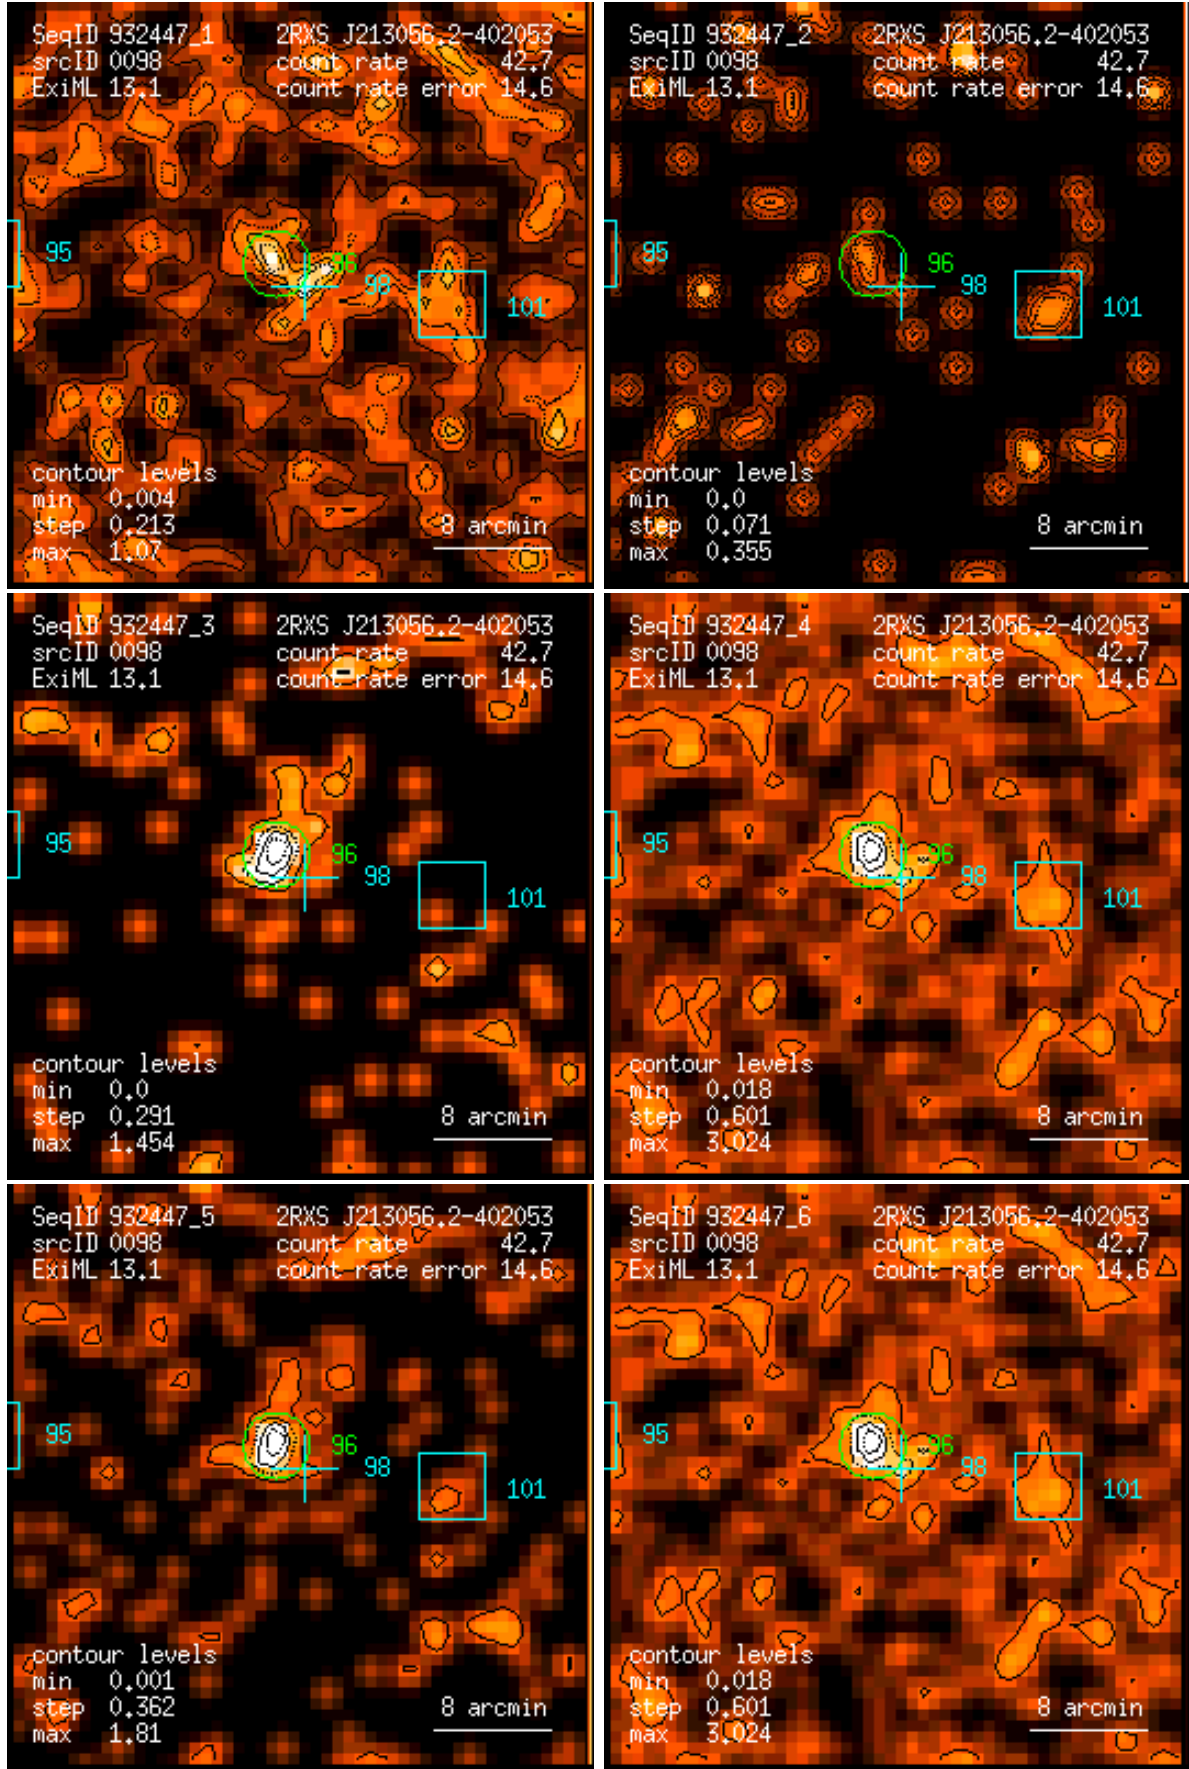 SeqID 932447_1 2RXS J213056.2-402053
srcID 0098 count rate 42.7
ExiML 13.1 count rate error 14.6
95
96
98
101
contour levels
min 0.004
step 0.213
max 1.07
8 arcmin
SeqID 932447_2 2RXS J213056.2-402053
srcID 0098 count rate 42.7
ExiML 13.1 count rate error 14.6
95
96
98
101
contour levels
min 0.0
step 0.071
max 0.355
8 arcmin
SeqID 932447_3 2RXS J213056.2-402053
srcID 0098 count rate 42.7
ExiML 13.1 count rate error 14.6
95
96
98
101
contour levels
min 0.0
step 0.291
max 1.454
8 arcmin
SeqID 932447_4 2RXS J213056.2-402053
srcID 0098 count rate 42.7
ExiML 13.1 count rate error 14.6
95
96
98
101
contour levels
min 0.018
step 0.601
max 3.024
8 arcmin
SeqID 932447_5 2RXS J213056.2-402053
srcID 0098 count rate 42.7
ExiML 13.1 count rate error 14.6
95
96
98
101
contour levels
min 0.001
step 0.362
max 1.81
8 arcmin
SeqID 932447_6 2RXS J213056.2-402053
srcID 0098 count rate 42.7
ExiML 13.1 count rate error 14.6
95
96
98
101
contour levels
min 0.018
step 0.601
max 3.024
8 arcmin